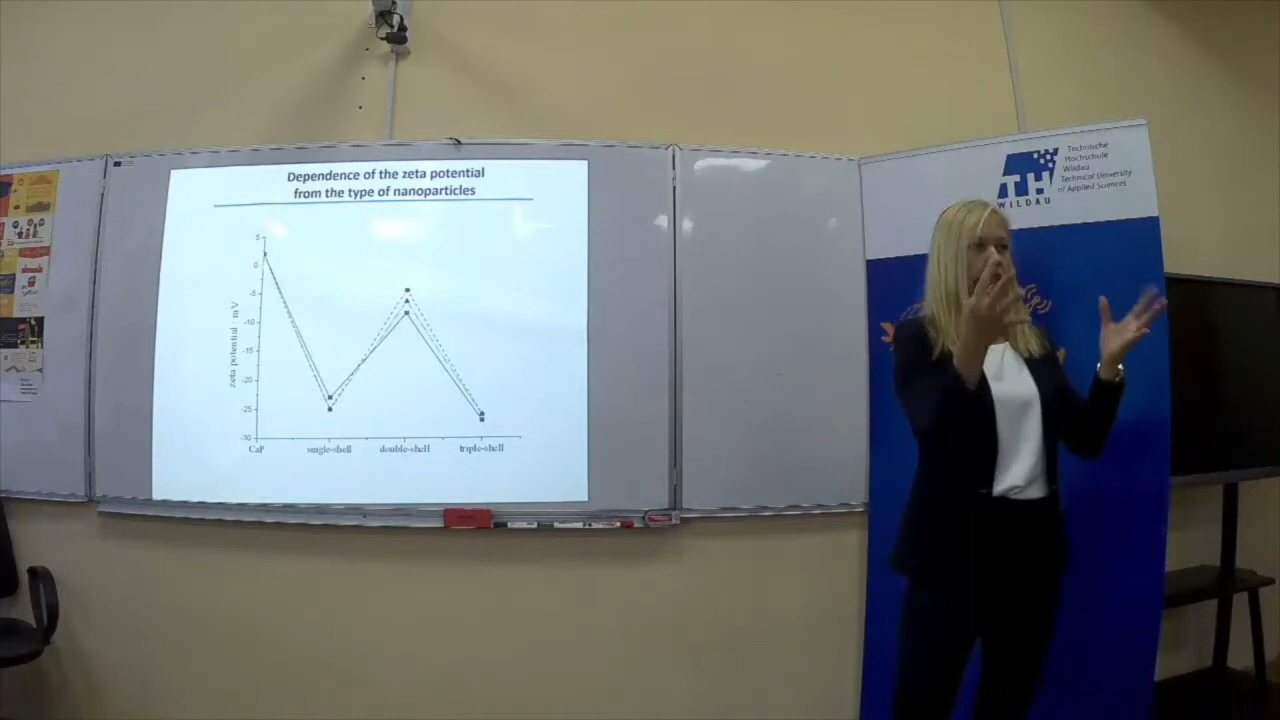 Dependence of the zeta potential
from the type of nanoparticles
5
0
-5
-10
-15
-20
-25
-30
zeta potential mV
CaP
single-shell
double-shell
triple-shell
Technische
Hochschule
Wildau
Technical University
of Applied Sciences
TH
WILDAU